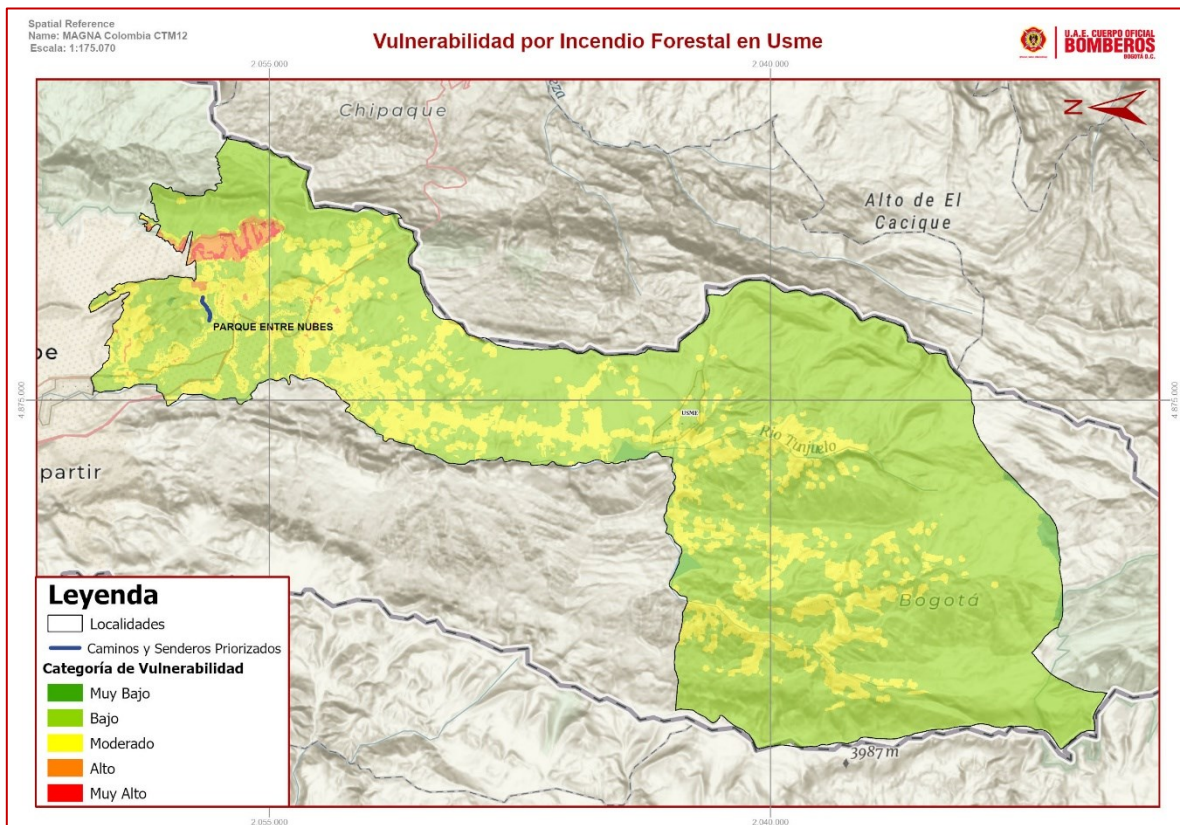 Spatial Reference
Name: MAGNA Colombia CTM12
Escala: 1:175.070
Vulnerabilidad por Incendio Forestal en Usme
U.A.E. CUERPO OFICIAL
BOMBEROS
BOGOTÁ D.C.
2.055.000
2.040.000
Chipaque
N
Alto de El
Cacique
PARQUE ENTRE NUBES
be
4.875.000
4.875.000
USME
Río Tunjuelo
partir
Bogotá
3987 m
Leyenda
Localidades
Caminos y Senderos Priorizados
Categoría de Vulnerabilidad
Muy Bajo
Bajo
Moderado
Alto
Muy Alto
2.055.000
2.040.000